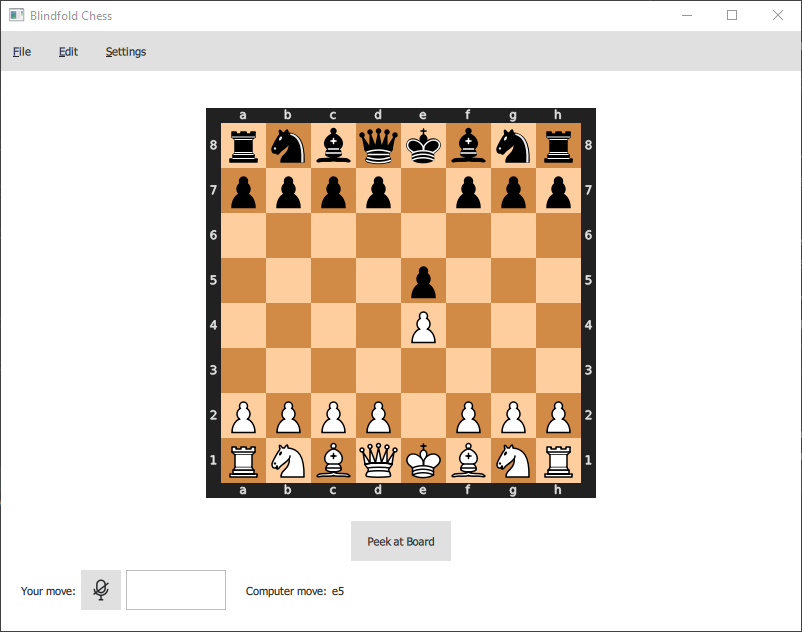 Blindfold Chess
File Edit Settings
a b c d e f g h
8 8
7 7
6 6
5 5
4 4
3 3
2 2
1 1
a b c d e f g h
Peek at Board
Your move: Computer move: e5